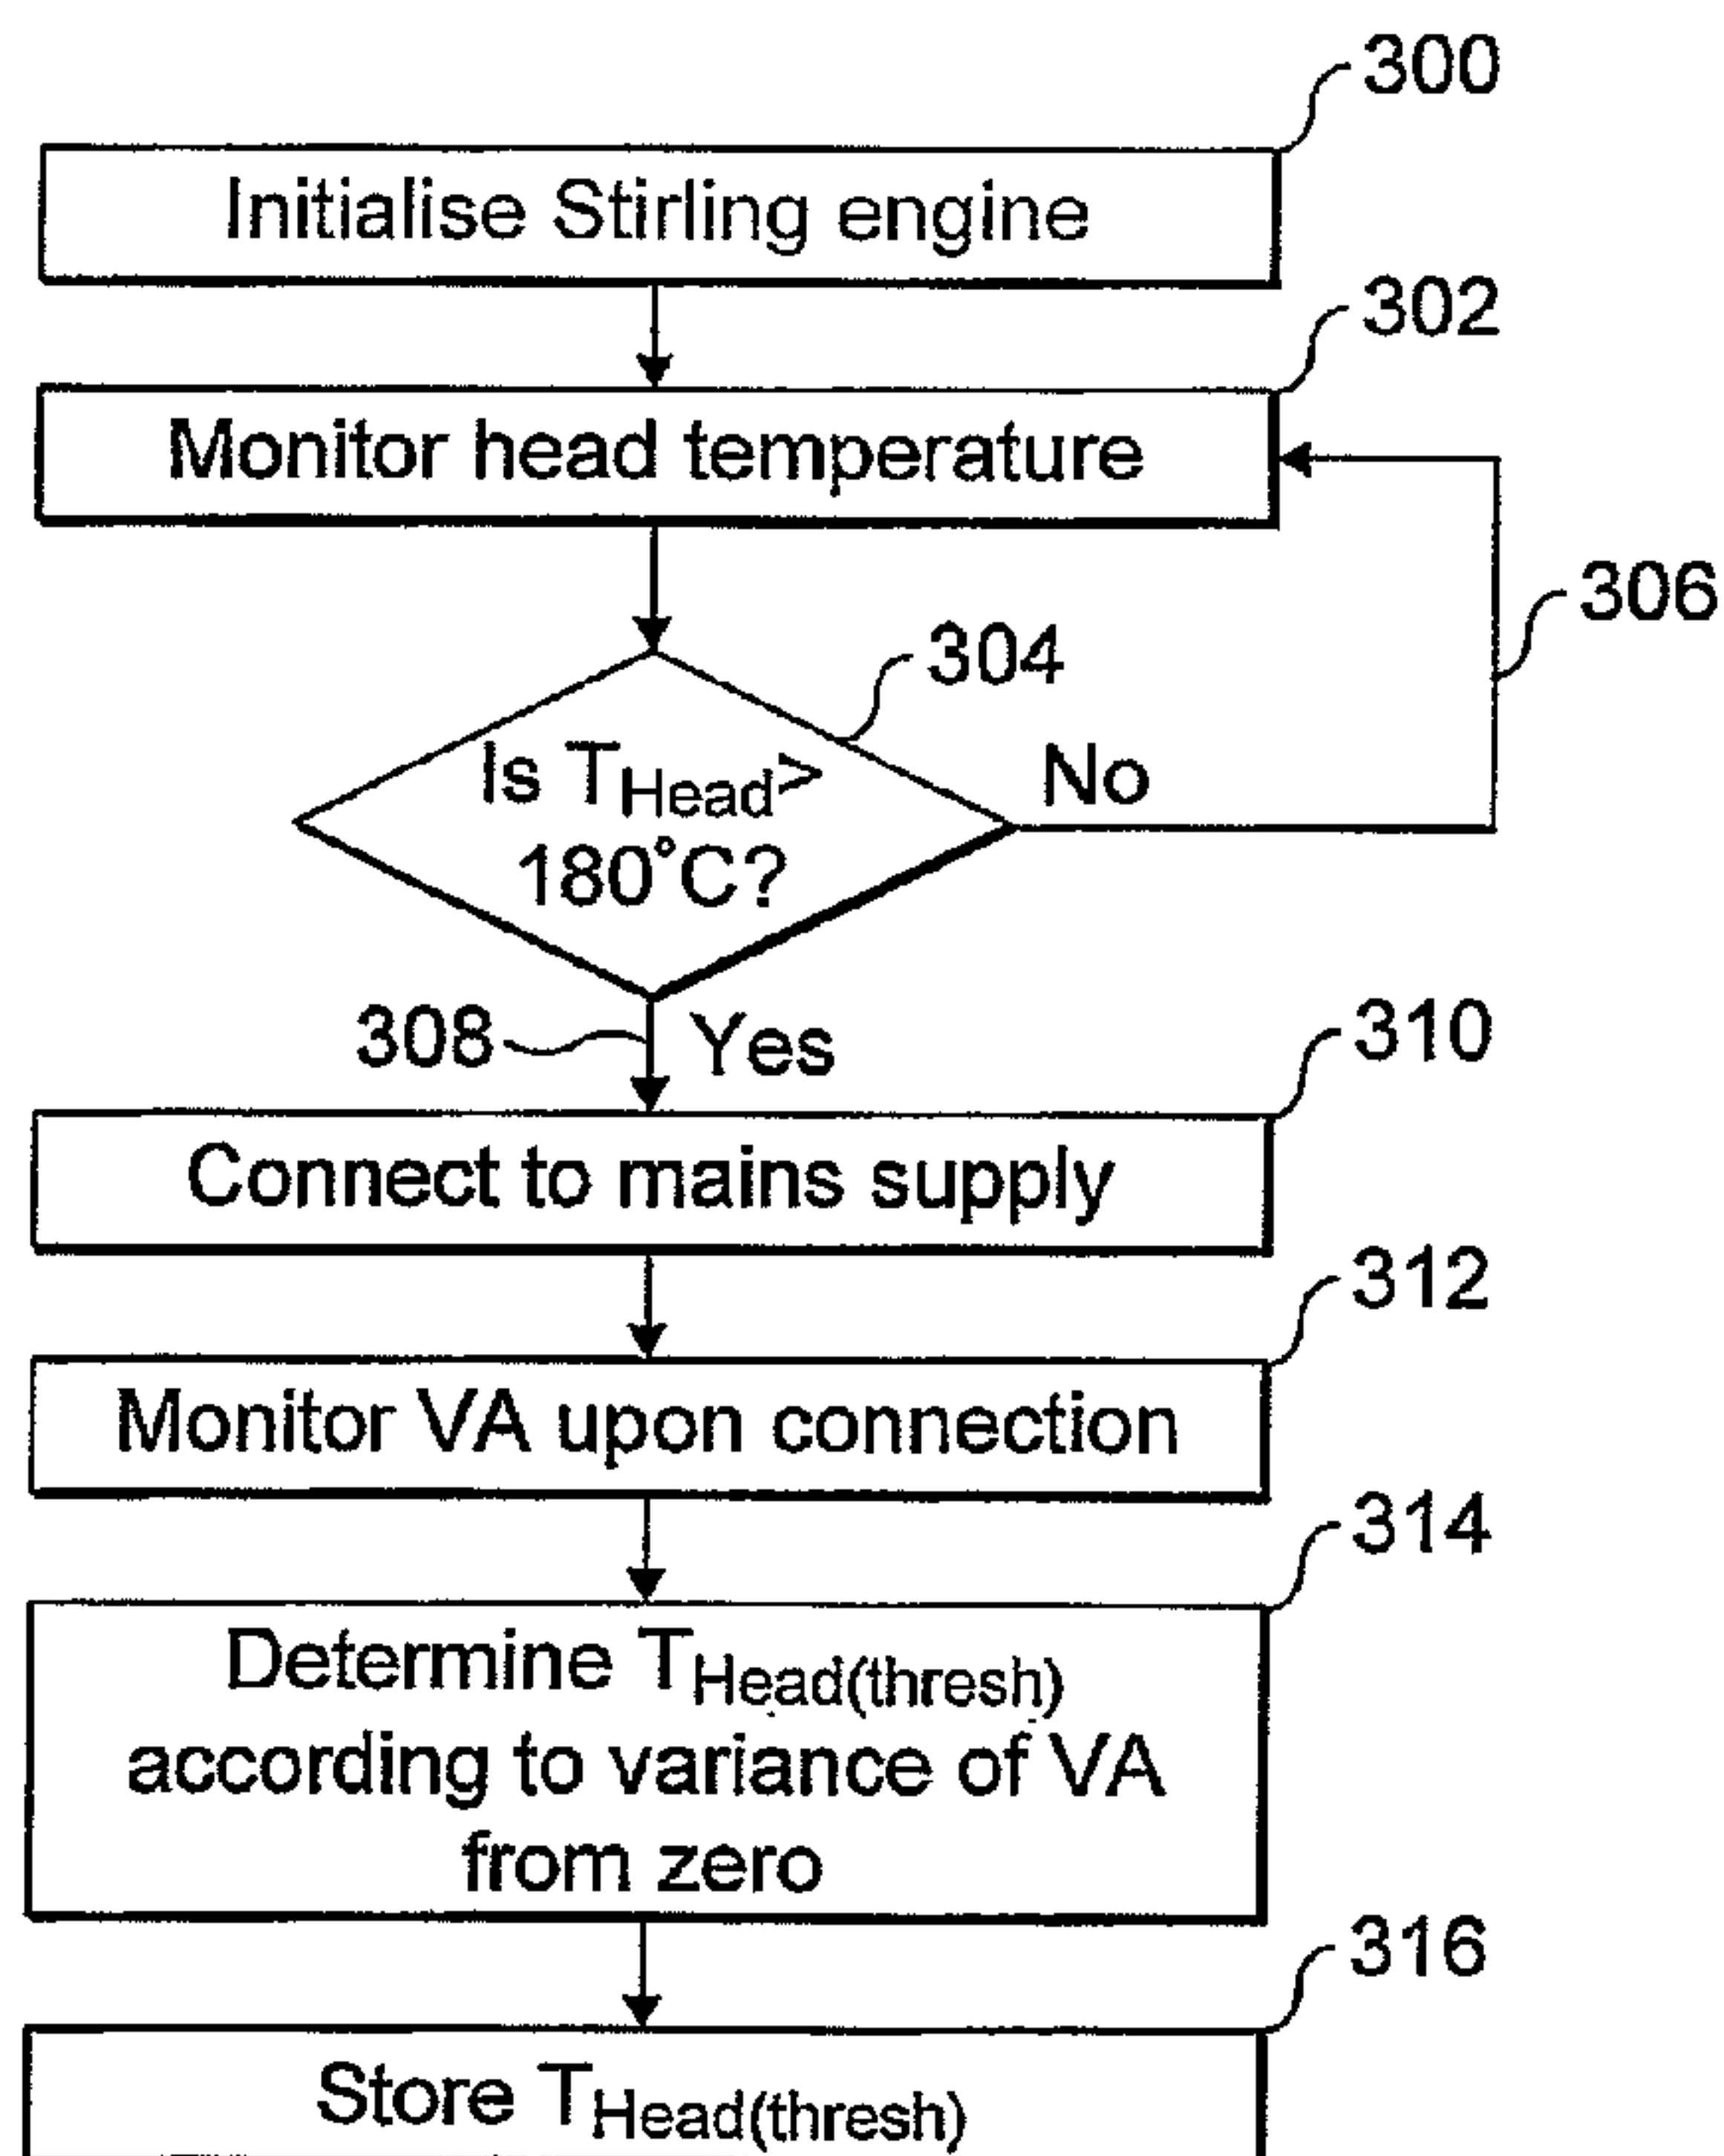 300
Initialise Stirling engine
302
Monitor head temperature
306
304
Is THead>
180°C?
No
308
Yes
310
Connect to mains supply
312
Monitor VA upon connection
314
Determine THead(thresh)
according to variance of VA
from zero
316
Store THead(thresh)